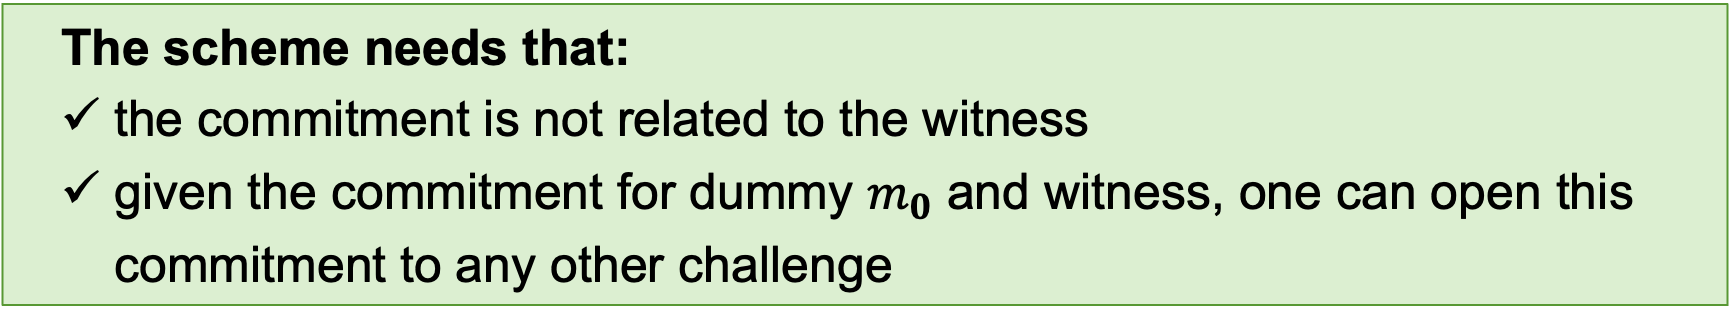 The scheme needs that:
✓ the commitment is not related to the witness
✓ given the commitment for dummy m₀ and witness, one can open this
commitment to any other challenge